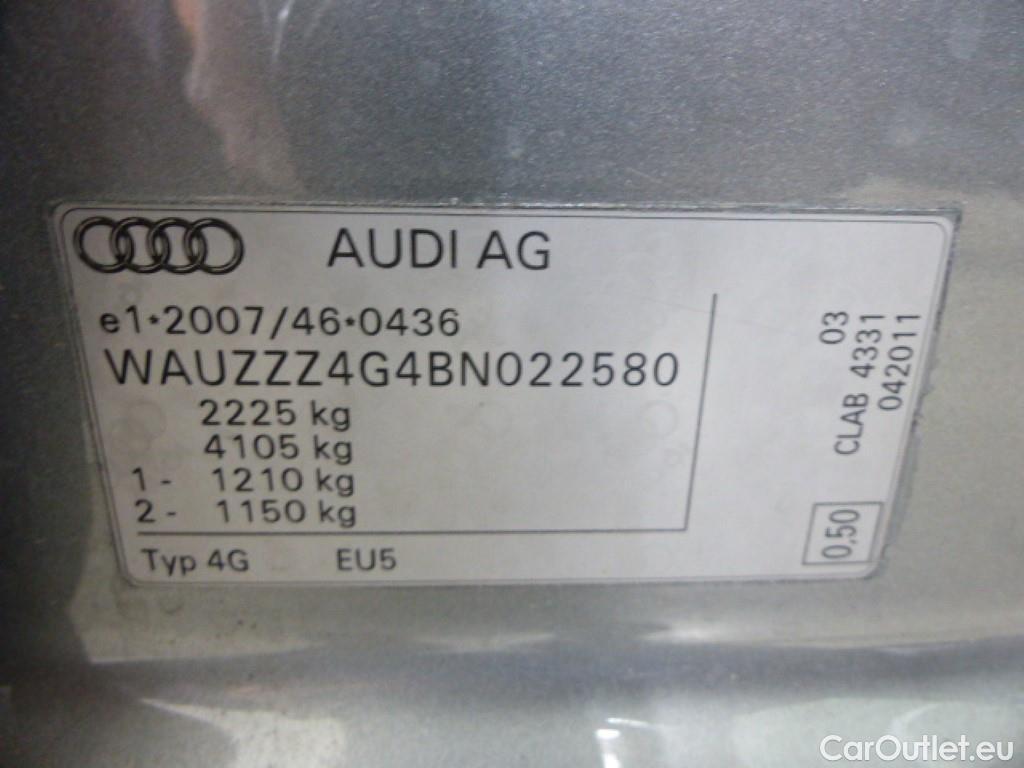 AUDI AG
e1*2007/46*0436
WAUZZZ4G4BN022580
2225 kg
4105 kg
1- 1210 kg
2- 1150 kg
Typ 4G EU5
03
CLAB 4331
042011
0,50
CarOutlet.eu